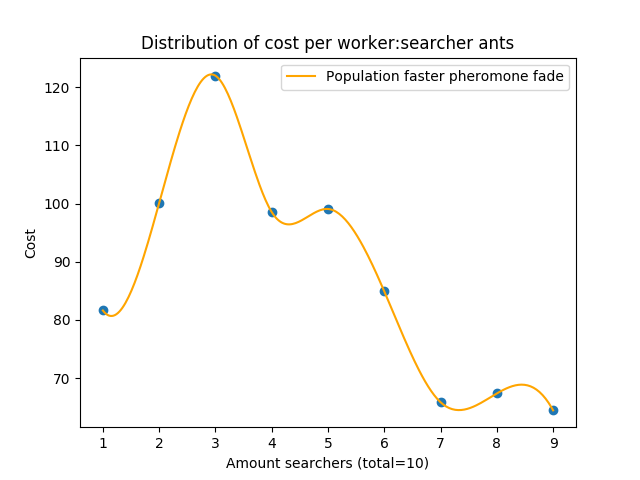 Distribution of cost per worker:searcher ants
Population faster pheromone fade
120
110
100
90
80
70
Cost
1 2 3 4 5 6 7 8 9
Amount searchers (total=10)